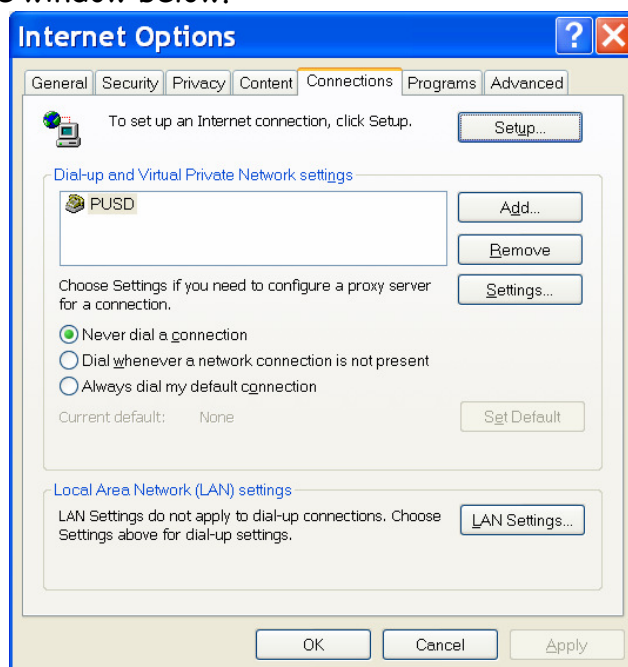 window below.
Internet Options
General Security Privacy Content Connections Programs Advanced
To set up an Internet connection, click Setup.
Setup...
Dial-up and Virtual Private Network settings
PUSD
Add...
Remove
Choose Settings if you need to configure a proxy server
for a connection.
Settings...
Never dial a connection
Dial whenever a network connection is not present
Always dial my default connection
Current default: None
Set Default
Local Area Network (LAN) settings
LAN Settings do not apply to dial-up connections. Choose
Settings above for dial-up settings.
LAN Settings...
OK Cancel Apply